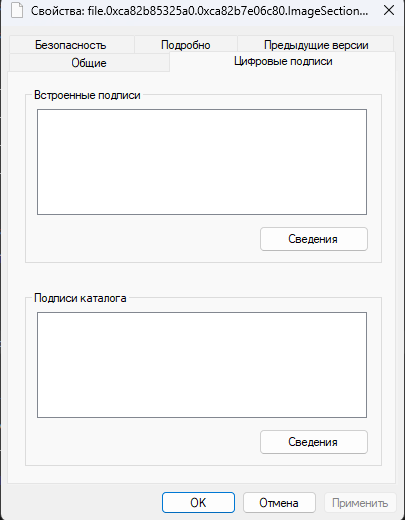 Свойства: file.0xca82b85325a0.0xca82b7e06c80.ImageSection...
Безопасность Подробно Предыдущие версии
Общие Цифровые подписи
Встроенные подписи
Сведения
Подписи каталога
Сведения
OK Отмена Применить